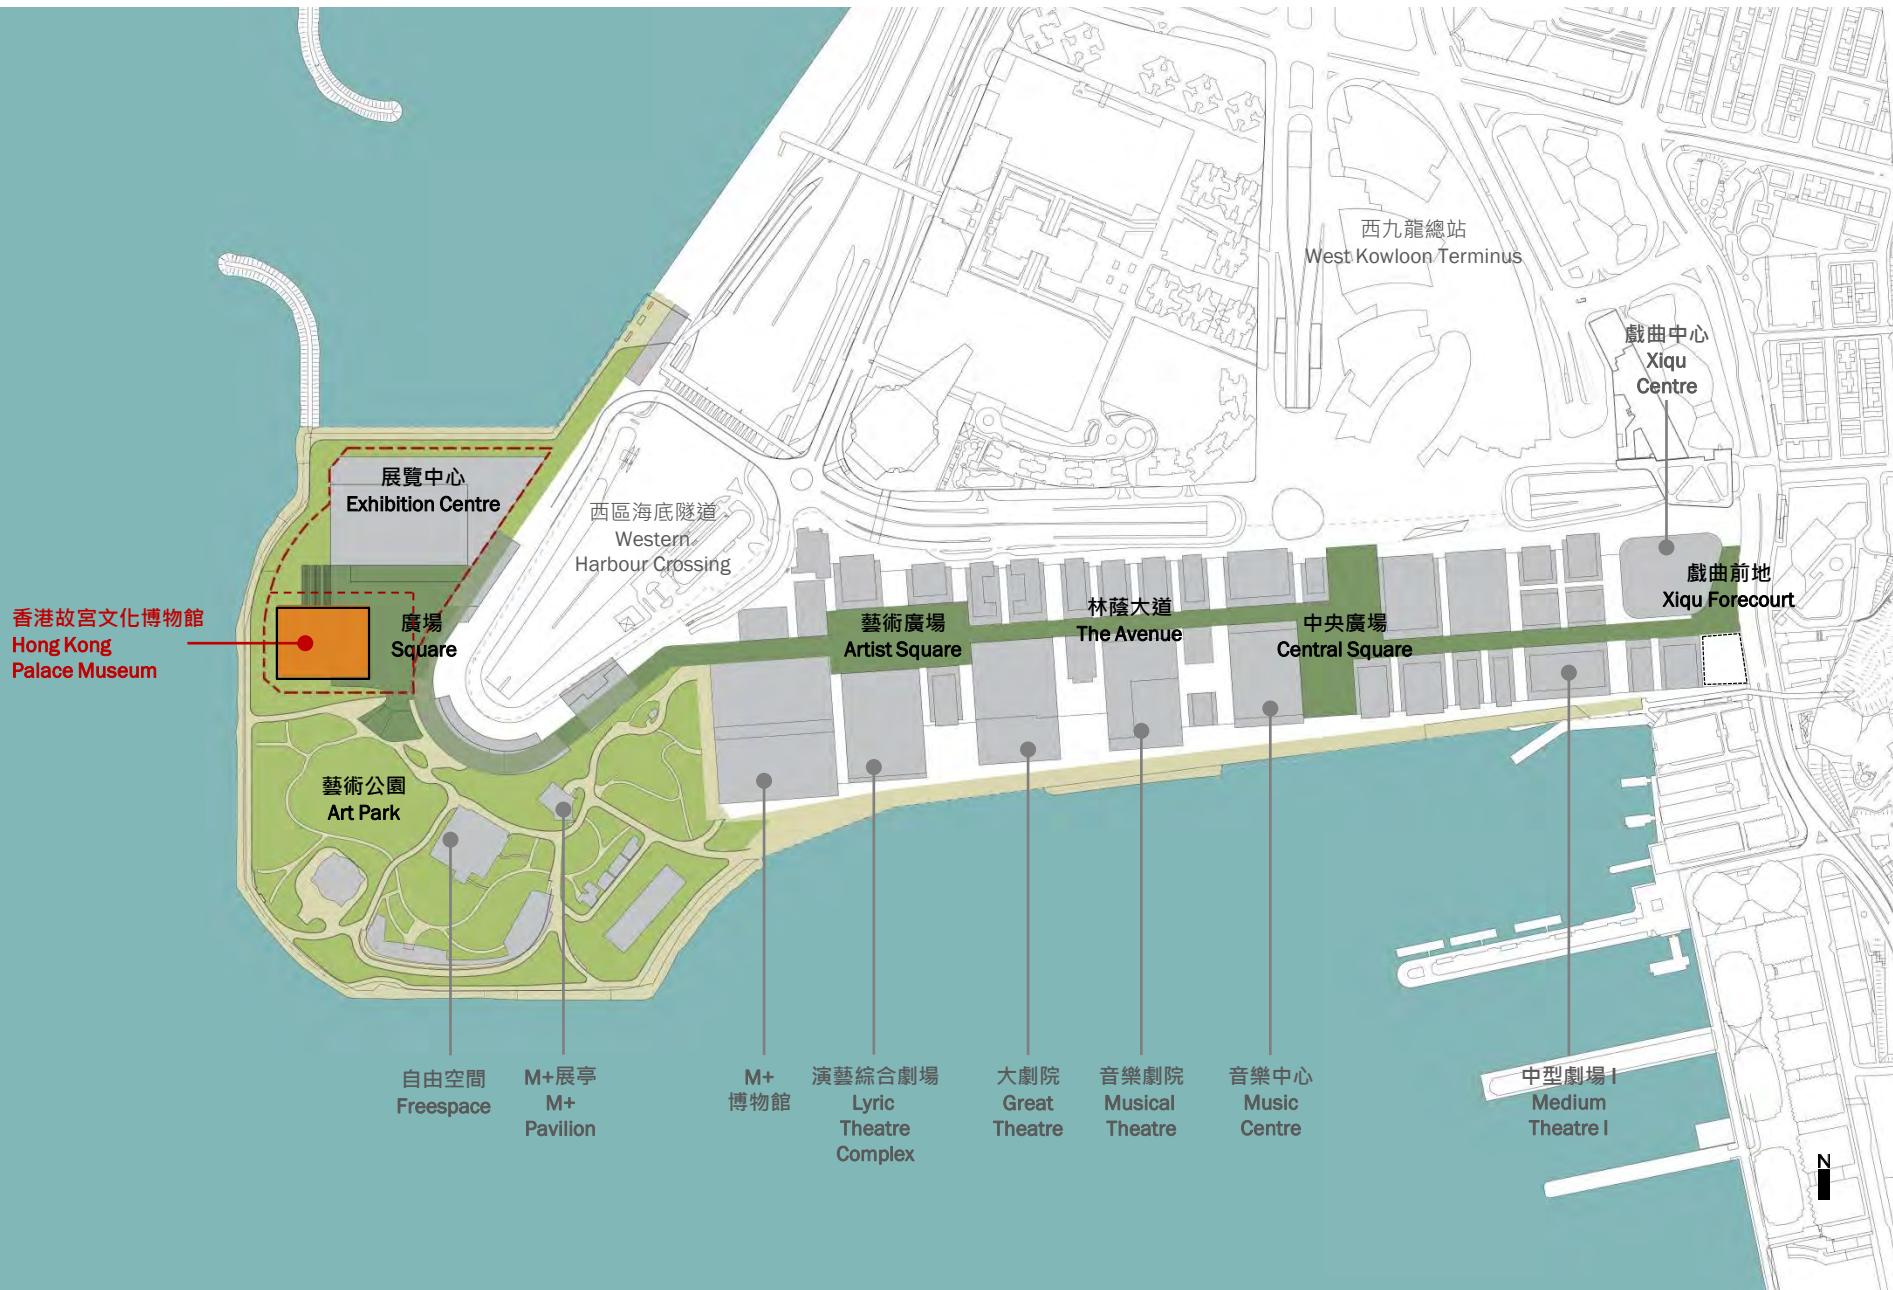 西九龍總站
West Kowloon Terminus
戲曲中心
Xiqu
Centre
展覽中心
Exhibition Centre
西區海底隧道
Western
Harbour Crossing
戲曲前地
Xiqu Forecourt
香港故宮文化博物館
Hong Kong
Palace Museum
廣場
Square
藝術廣場
Artist Square
林蔭大道
The Avenue
中央廣場
Central Square
藝術公園
Art Park
自由空間
Freespace
M+展亭
M+
Pavilion
M+
博物館
演藝綜合劇場
Lyric
Theatre
Complex
大劇院
Great
Theatre
音樂劇院
Musical
Theatre
音樂中心
Music
Centre
中型劇場 I
Medium
Theatre I
N